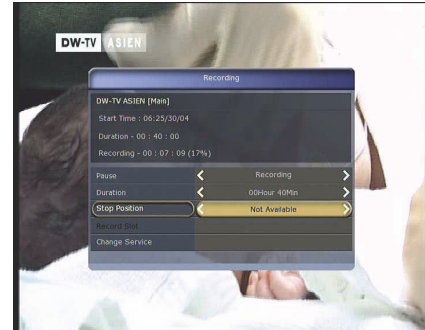 DW-TV ASIEN
Recording
DW-TV ASIEN [Main]
Start Time : 06:25/30/04
Duration - 00 : 40 : 00
Recording - 00 : 07 : 09 (17%)
Pause Recording
Duration 00Hour 40Min
Stop Position Not Available
Record Slot
Change Service